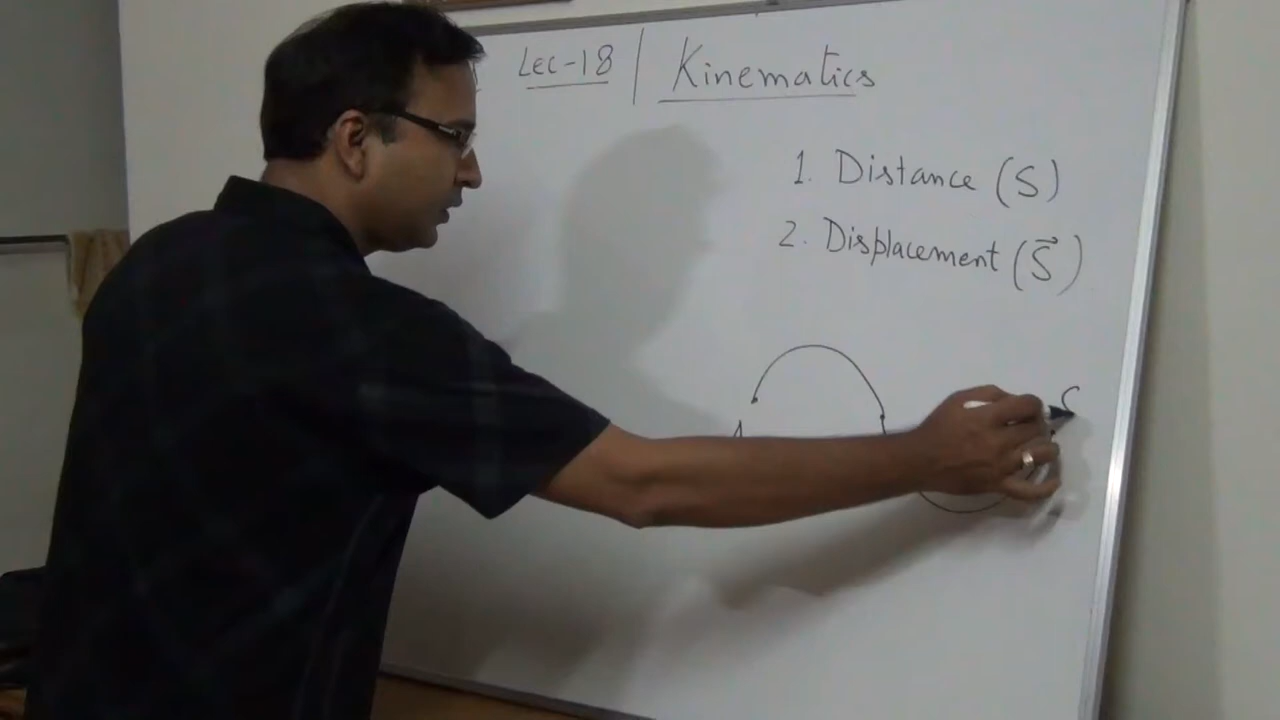 Lec-18 | Kinematics
1. Distance (S)
2. Displacement (S⃗)